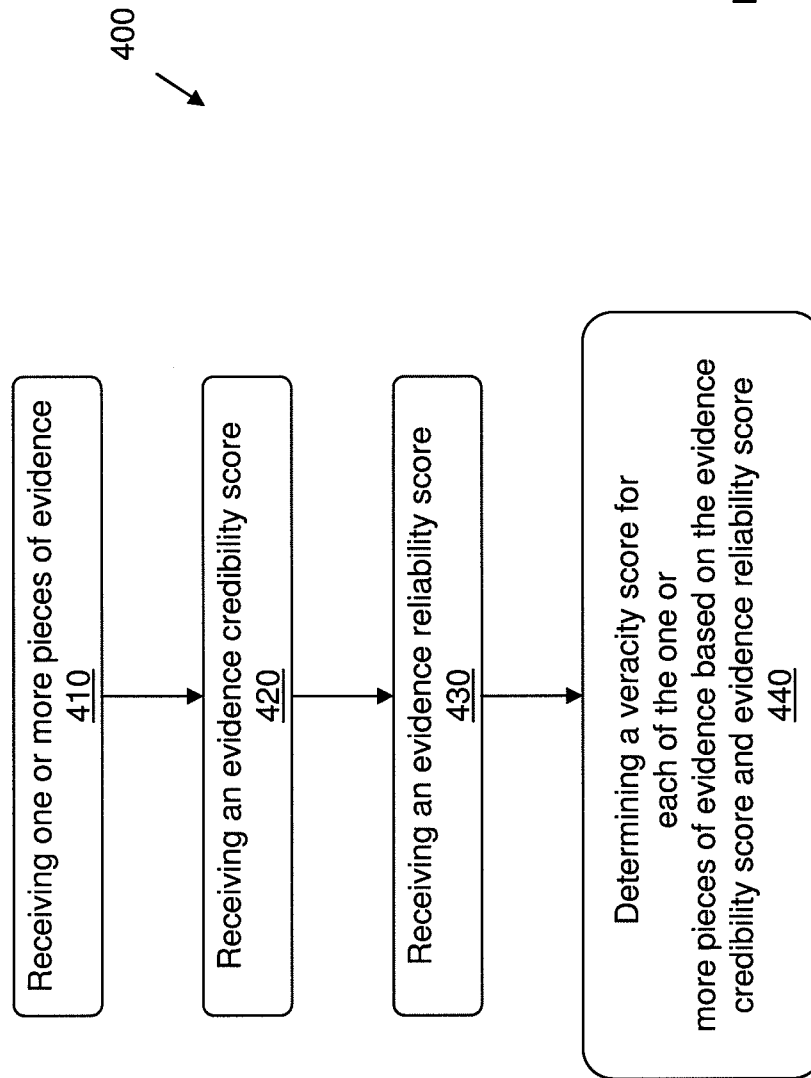 400
Receiving one or more pieces of evidence
410
Receiving an evidence credibility score
420
Receiving an evidence reliability score
430
Determining a veracity score for
each of the one or
more pieces of evidence based on the evidence
credibility score and evidence reliability score
440